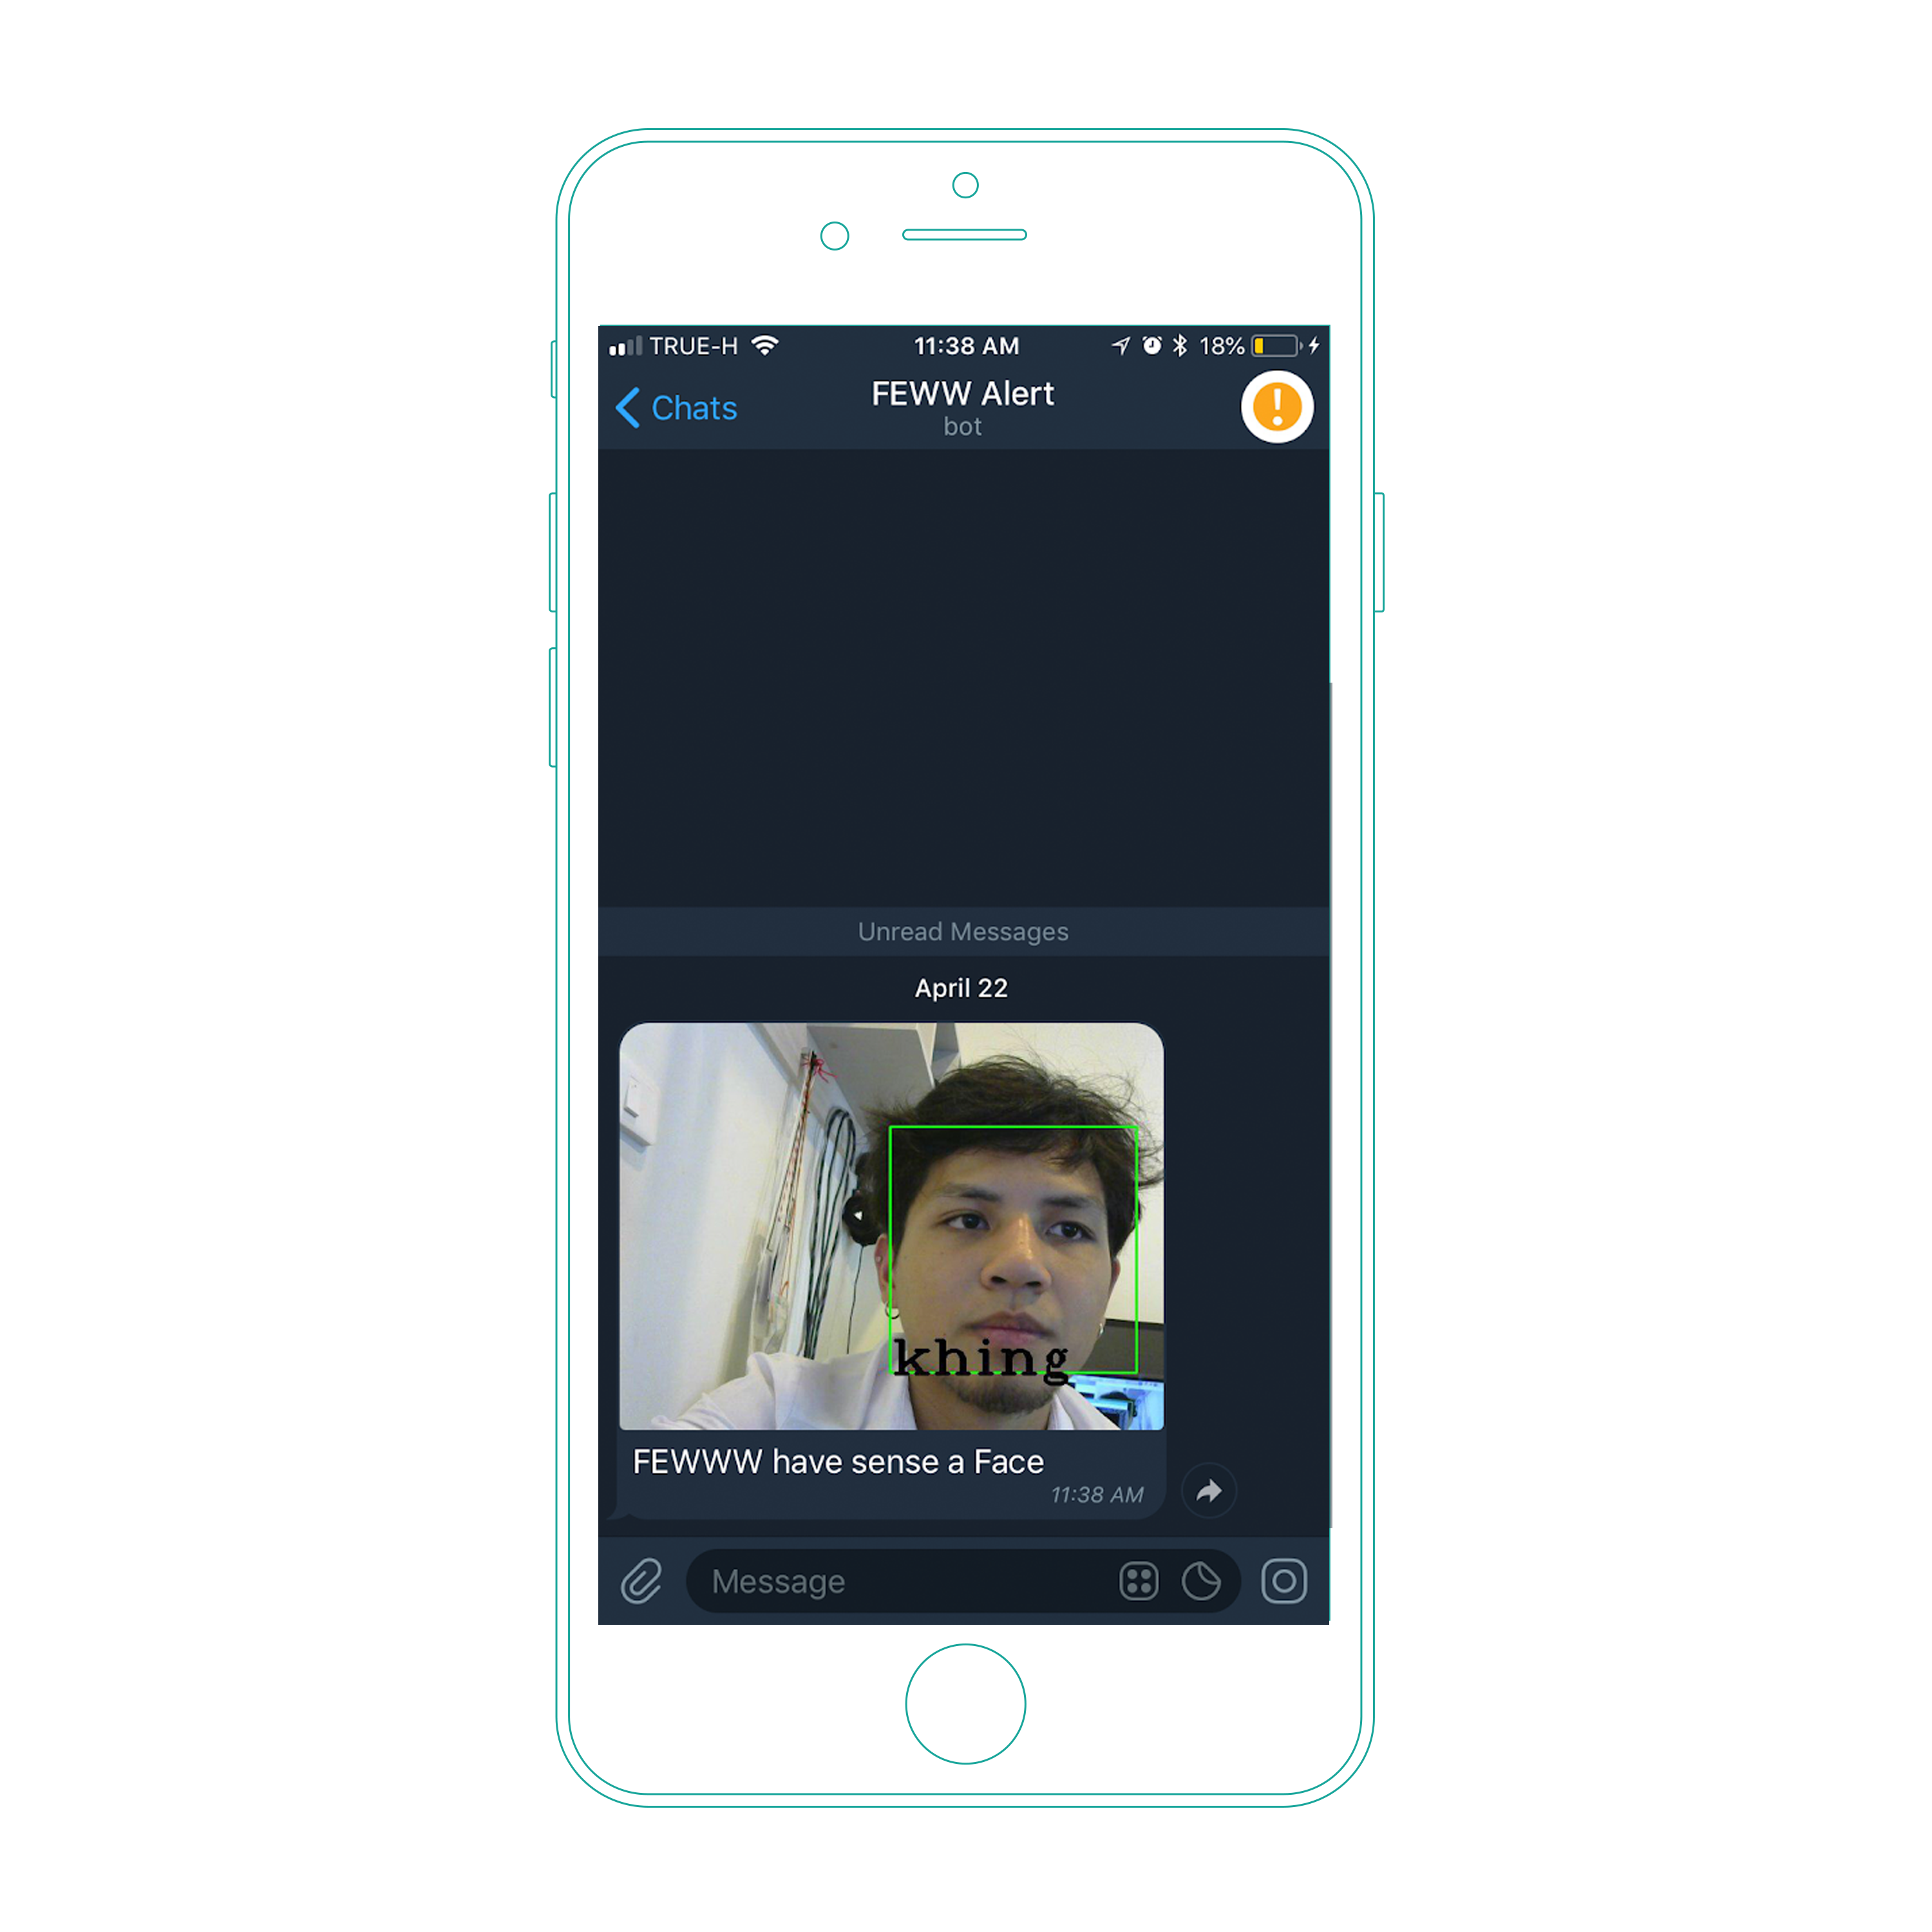 TRUE-H 11:38 AM 18%
Chats FEWW Alert
bot
Unread Messages
April 22
khing
FEWWW have sense a Face
11:38 AM
Message